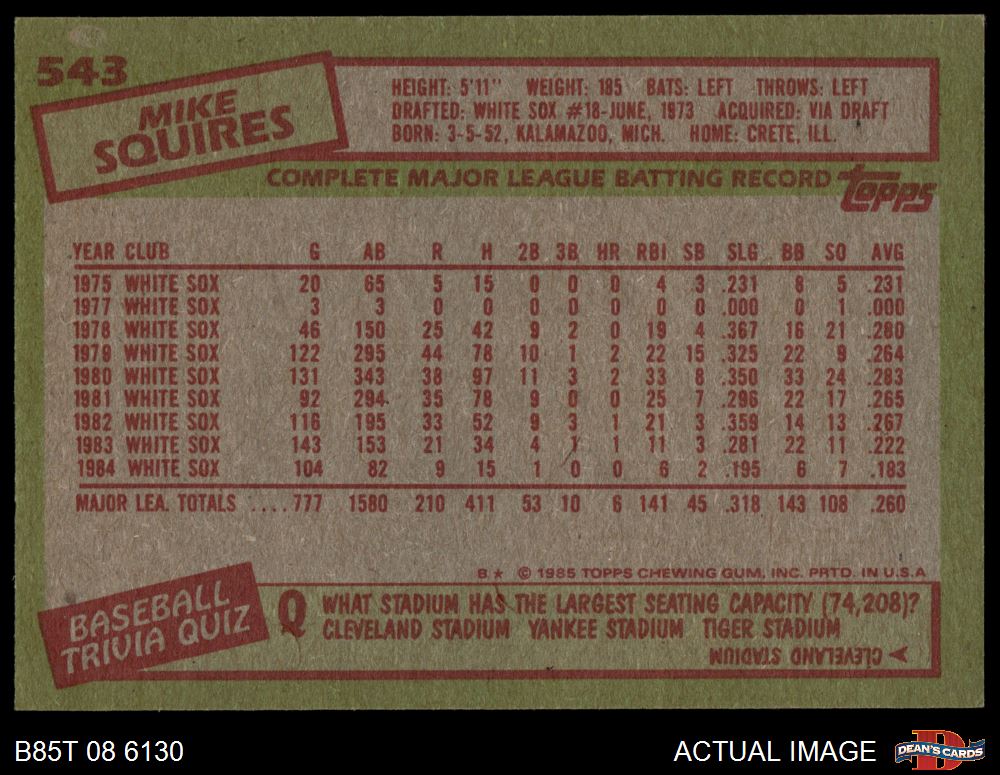 543
MIKE
SQUIRES
HEIGHT: 5'11" WEIGHT: 185 BATS: LEFT THROWS: LEFT
DRAFTED: WHITE SOX #18-JUNE, 1973 ACQUIRED: VIA DRAFT
BORN: 3-5-52, KALAMAZOO, MICH. HOME: CRETE, ILL.
COMPLETE MAJOR LEAGUE BATTING RECORD topps
YEAR CLUB G AB R H 2B 3B HR RBI SB SLG BB SO AVG
1975 WHITE SOX 20 65 5 15 0 0 0 4 3 .231 8 5 .231
1977 WHITE SOX 3 3 0 0 0 0 0 0 0 .000 0 1 .000
1978 WHITE SOX 46 150 25 42 9 2 0 19 4 .367 16 21 .280
1979 WHITE SOX 122 295 44 78 10 1 2 22 15 .325 22 9 .264
1980 WHITE SOX 131 343 38 97 11 3 2 33 8 .350 33 24 .283
1981 WHITE SOX 92 294 35 78 9 0 0 25 7 .296 22 17 .265
1982 WHITE SOX 116 195 33 52 9 3 1 21 3 .359 14 13 .267
1983 WHITE SOX 143 153 21 34 4 1 1 11 3 .281 22 11 .222
1984 WHITE SOX 104 82 9 15 1 0 0 6 2 .195 6 7 .183
MAJOR LEA. TOTALS ....777 1580 210 411 53 10 6 141 45 .318 143 108 .260
B★ © 1985 TOPPS CHEWING GUM, INC. PRTD. IN U.S.A
BASEBALL
TRIVIA QUIZ
Q WHAT STADIUM HAS THE LARGEST SEATING CAPACITY (74,208)?
CLEVELAND STADIUM YANKEE STADIUM TIGER STADIUM
A CLEVELAND STADIUM
B85T 08 6130
ACTUAL IMAGE
DEAN'S CARDS